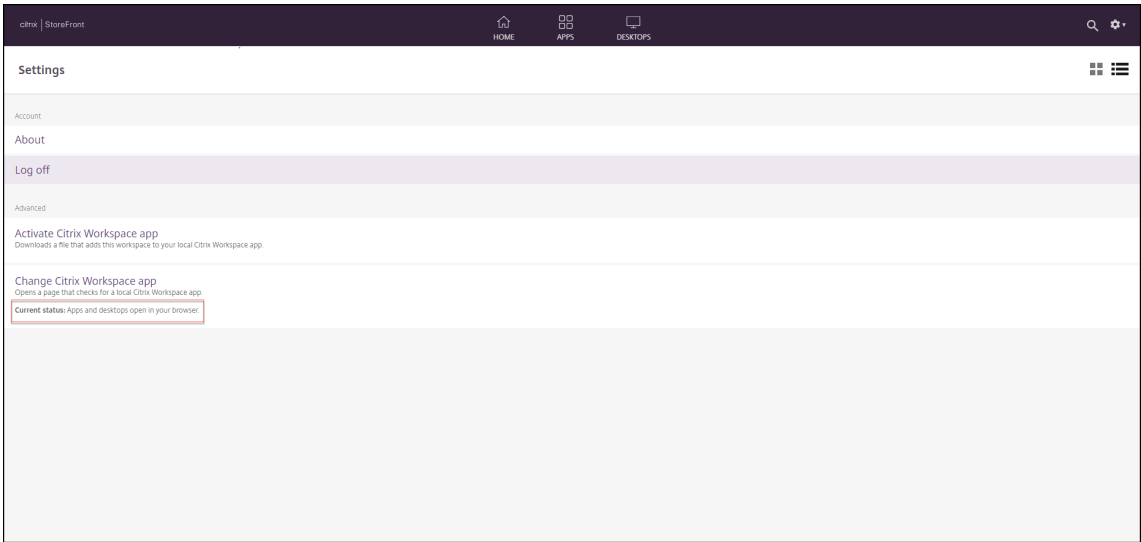 citrix StoreFront
HOME
APPS
DESKTOPS
Settings
Account
About
Log off
Advanced
Activate Citrix Workspace app
Downloads a file that adds this workspace to your local Citrix Workspace app.
Change Citrix Workspace app
Opens a page that checks for a local Citrix Workspace app.
Current status: Apps and desktops open in your browser.